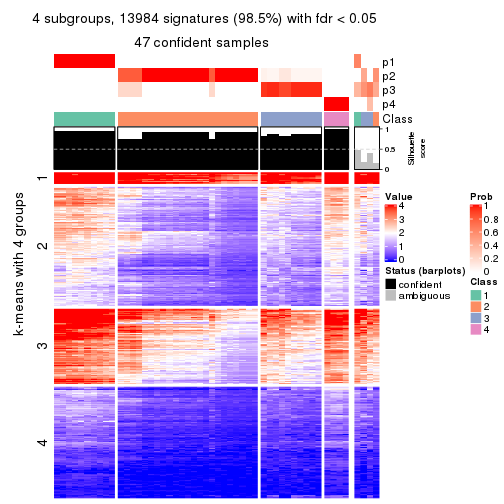 4 subgroups, 13984 signatures (98.5%) with fdr < 0.05
47 confident samples
p1
p2
p3
p4
Class
1
0.5
0
Silhouette
score
k-means with 4 groups
1
2
3
4
Value
4
3
2
1
0
Status (barplots)
confident
ambiguous
Prob
1
0.8
0.6
0.4
0.2
0
Class
1
2
3
4